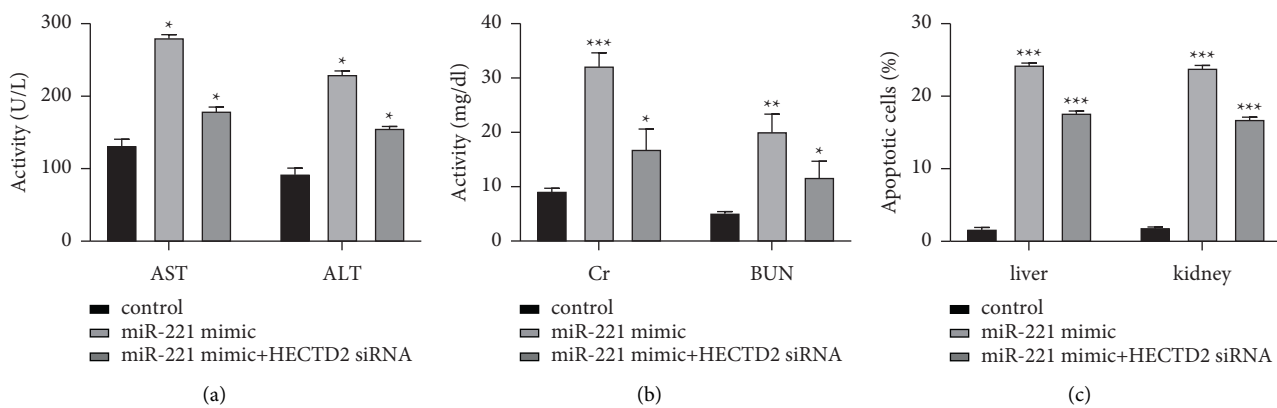 300
200
100
0
Activity (U/L)
*
*
*
*
AST
ALT
control
miR-221 mimic
miR-221 mimic+HECTD2 siRNA
(a)
40
30
20
10
0
Activity (mg/dl)
***
*
**
*
Cr
BUN
control
miR-221 mimic
miR-221 mimic+HECTD2 siRNA
(b)
30
20
10
0
Apoptotic cells (%)
***
***
***
***
liver
kidney
control
miR-221 mimic
miR-221 mimic+HECTD2 siRNA
(c)